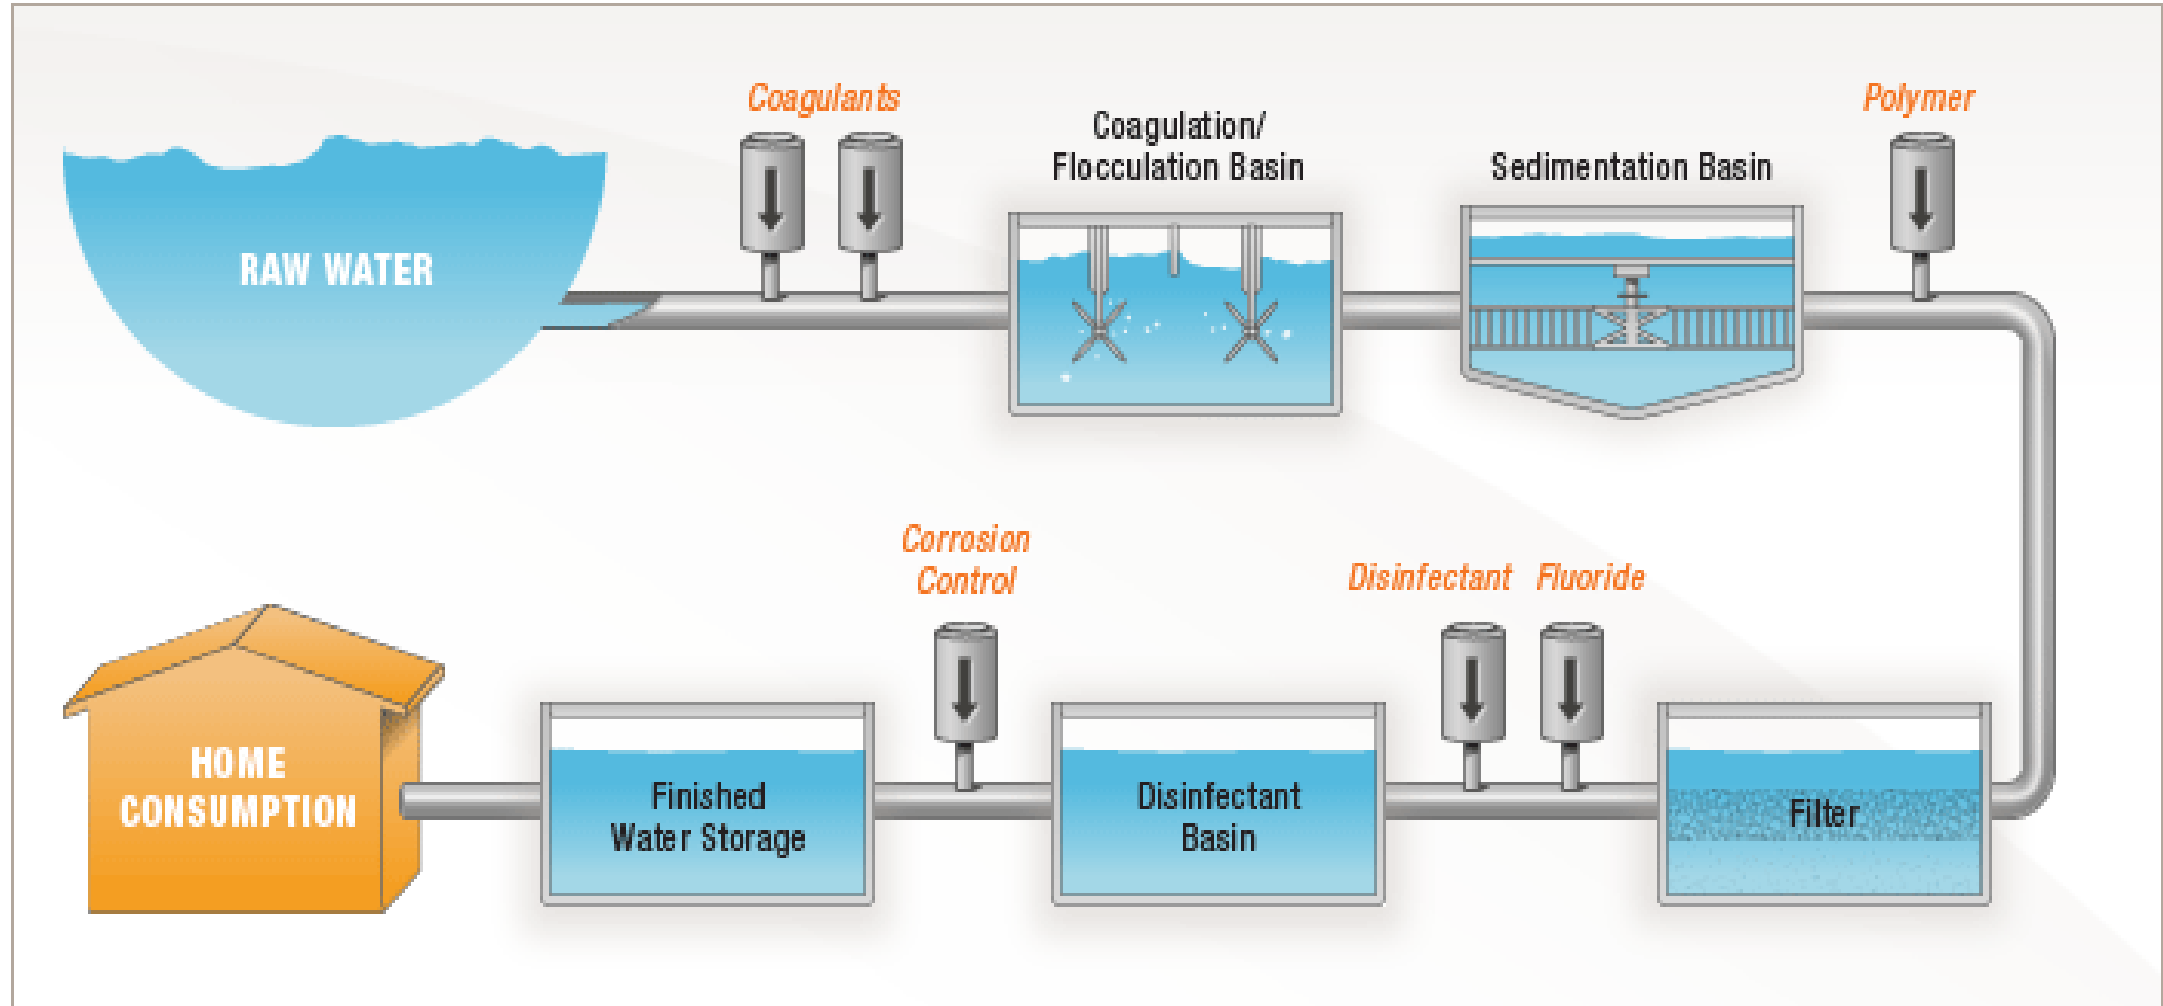 Coagulants
Polymer
Coagulation/
Flocculation Basin
Sedimentation Basin
RAW WATER
Corrosion
Control
Disinfectant
Fluoride
HOME
CONSUMPTION
Finished
Water Storage
Disinfectant
Basin
Filter